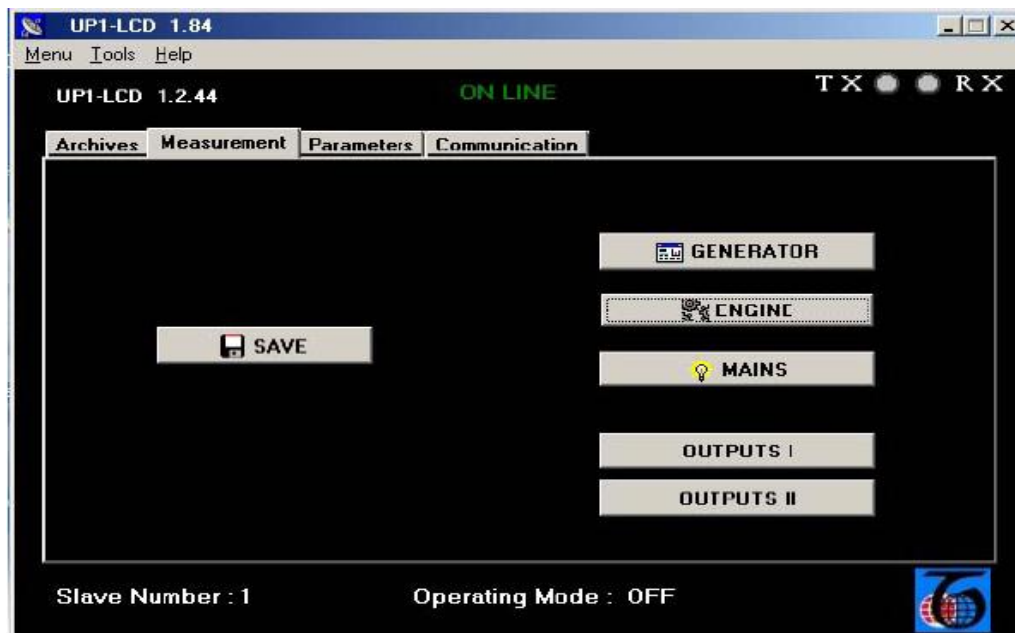 UP1-LCD 1.84
Menu Tools Help
UP1-LCD 1.2.44
ON LINE
TX RX
Archives Measurement Parameters Communication
GENERATOR
ENGINE
SAVE
MAINS
OUTPUTS I
OUTPUTS II
Slave Number : 1
Operating Mode : OFF